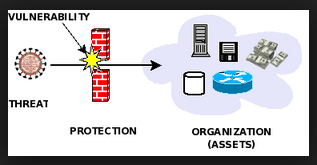 VULNERABILITY
THREAT
PROTECTION
ORGANIZATION
(ASSETS)